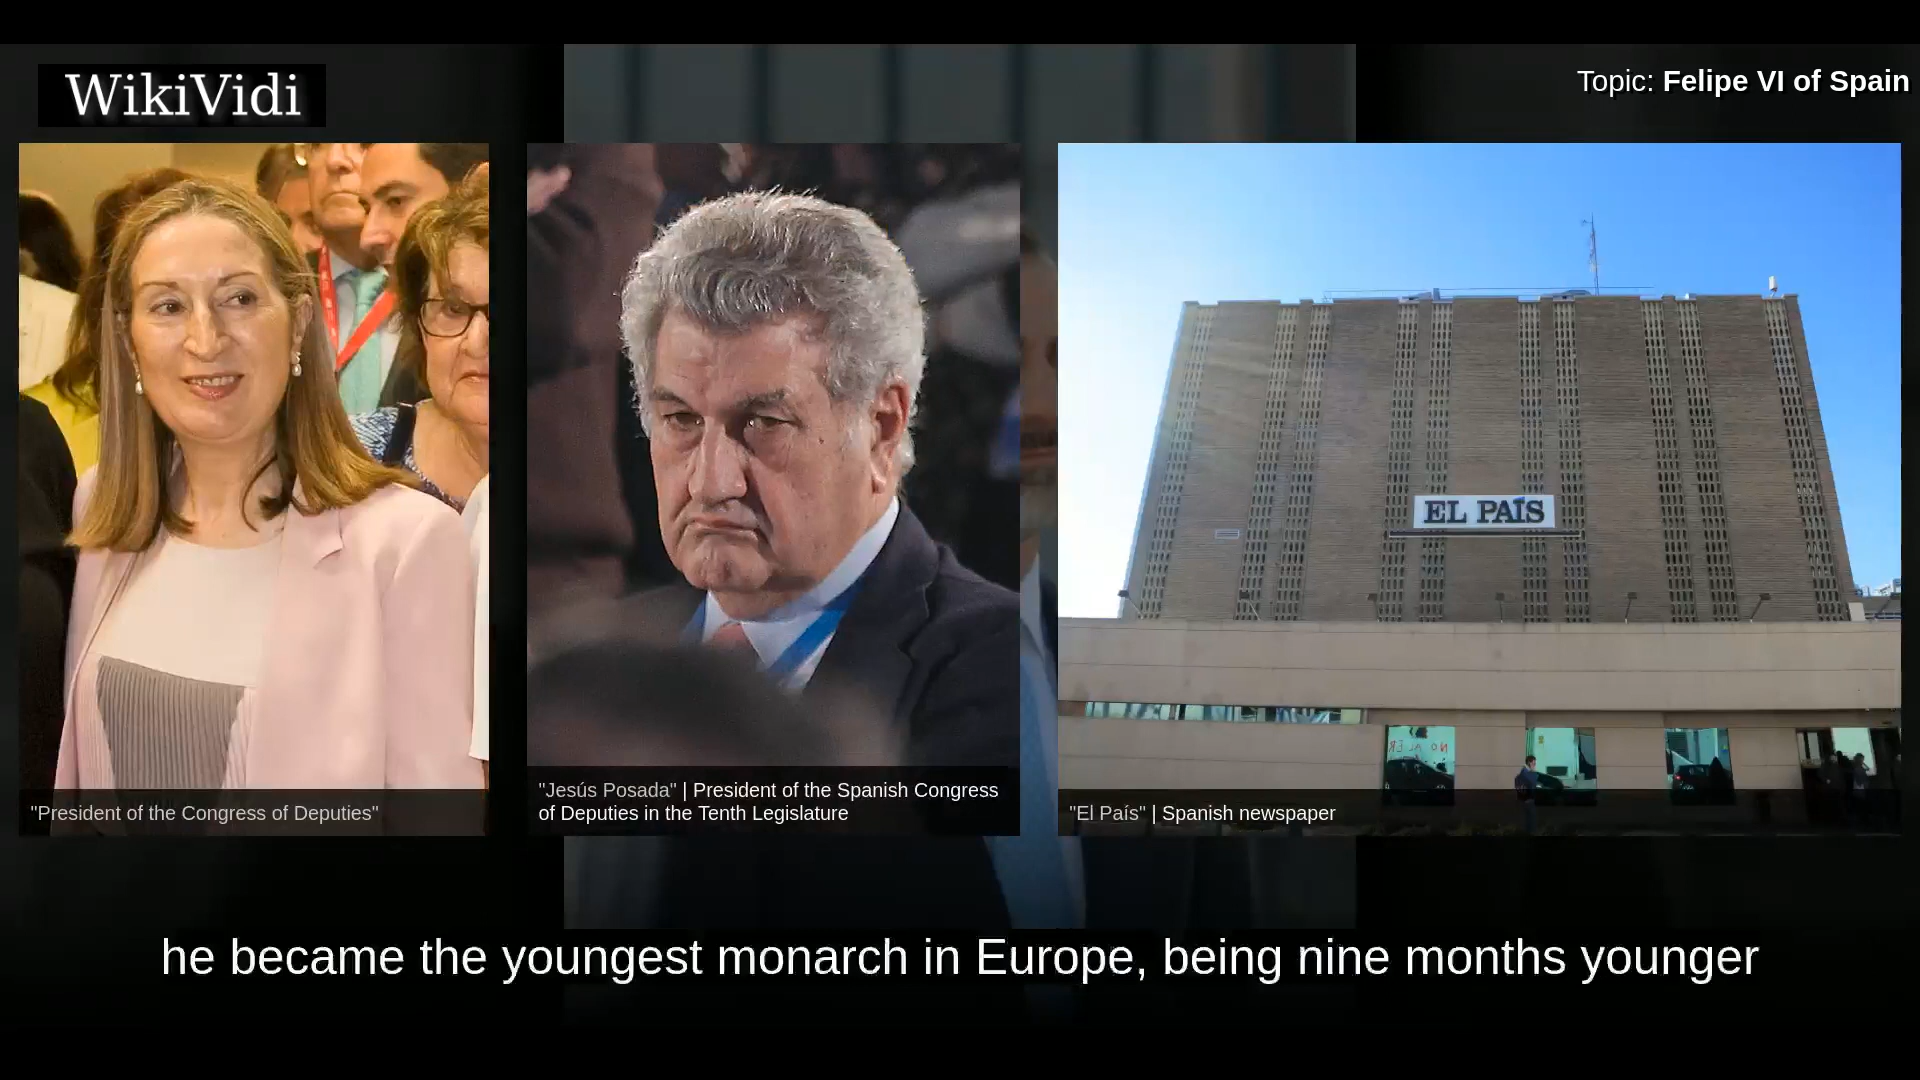 WikiVidi
Topic: Felipe VI of Spain
EL PAÍS
"President of the Congress of Deputies"
"Jesús Posada" | President of the Spanish Congress
of Deputies in the Tenth Legislature
"El País" | Spanish newspaper
he became the youngest monarch in Europe, being nine months younger